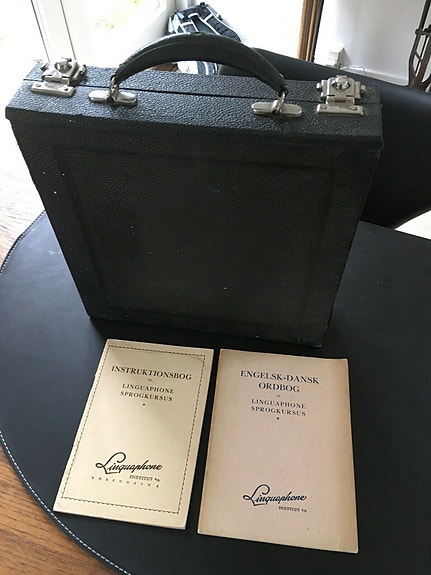 INSTRUKTIONSBOG
LINGUAPHONE
SPROGKURSUS
Linguaphone
INSTITUT A/S
KØBENHAVN K
ENGELSK-DANSK
ORDBOG
LINGUAPHONE
SPROGKURSUS
Linguaphone
INSTITUT A/S